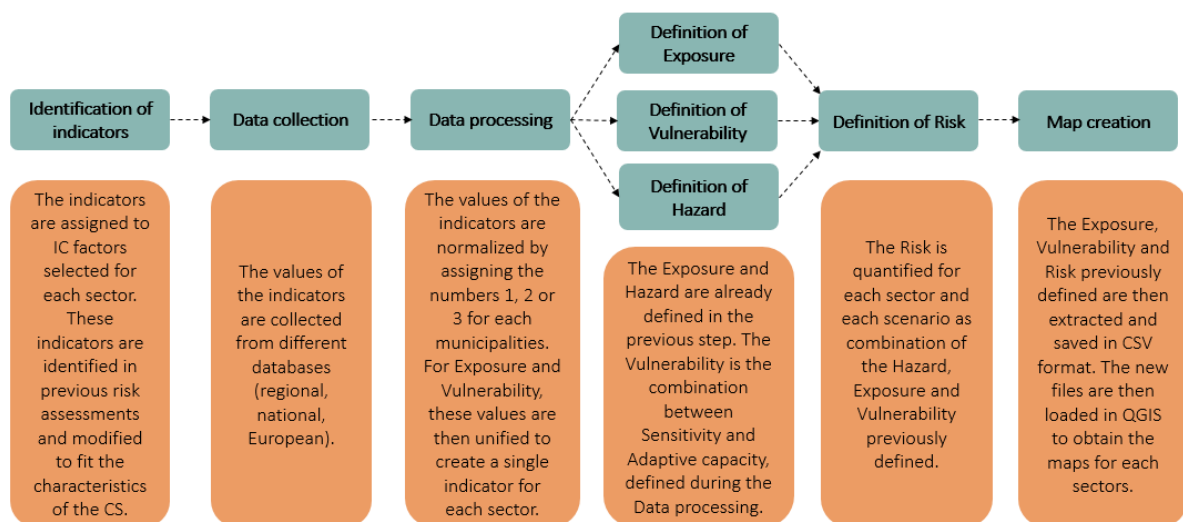 Identification of
indicators
Data collection
Data processing
Definition of
Exposure
Definition of
Vulnerability
Definition of
Hazard
Definition of Risk
Map creation
The indicators
are assigned to
IC factors
selected for
each sector.
These
indicators are
identified in
previous risk
assessments
and modified
to fit the
characteristics
of the CS.
The values of
the indicators
are collected
from different
databases
(regional,
national,
European).
The values of the
indicators are
normalized by
assigning the
numbers 1, 2 or
3 for each
municipalities.
For Exposure and
Vulnerability,
these values are
then unified to
create a single
indicator for
each sector.
The Exposure and
Hazard are already
defined in the
previous step. The
Vulnerability is the
combination
between
Sensitivity and
Adaptive capacity,
defined during the
Data processing.
The Risk is
quantified for
each sector and
each scenario as
combination of
the Hazard,
Exposure and
Vulnerability
previously
defined.
The Exposure,
Vulnerability and
Risk previously
defined are then
extracted and
saved in CSV
format. The new
files are then
loaded in QGIS
to obtain the
maps for each
sectors.